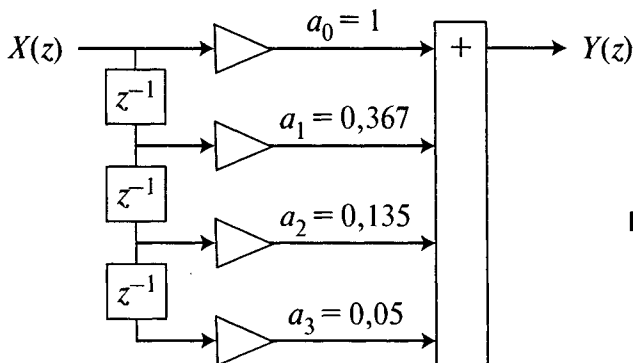 a₀ = 1
X(z) + Y(z)
z⁻¹
a₁ = 0,367
z⁻¹
a₂ = 0,135
z⁻¹
a₃ = 0,05